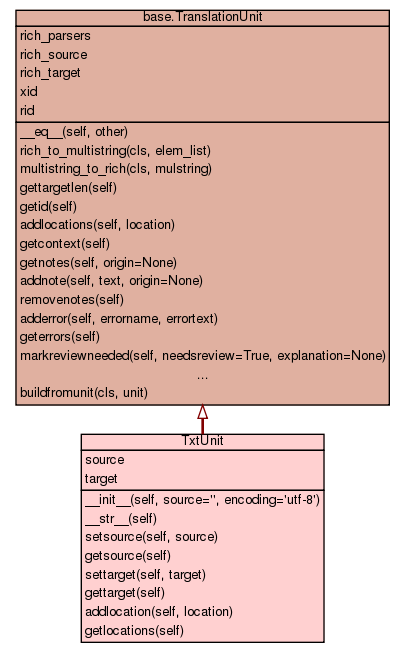 base.TranslationUnit
rich_parsers
rich_source
rich_target
xid
rid
__eq__(self, other)
rich_to_multistring(cls, elem_list)
multistring_to_rich(cls, mulstring)
gettargetlen(self)
getid(self)
addlocations(self, location)
getcontext(self)
getnotes(self, origin=None)
addnote(self, text, origin=None)
removenotes(self)
adderror(self, errorname, errortext)
geterrors(self)
markreviewneeded(self, needsreview=True, explanation=None)
...
buildfromunit(cls, unit)
TxtUnit
source
target
__init__(self, source='', encoding='utf-8')
__str__(self)
setsource(self, source)
getsource(self)
settarget(self, target)
gettarget(self)
addlocation(self, location)
getlocations(self)